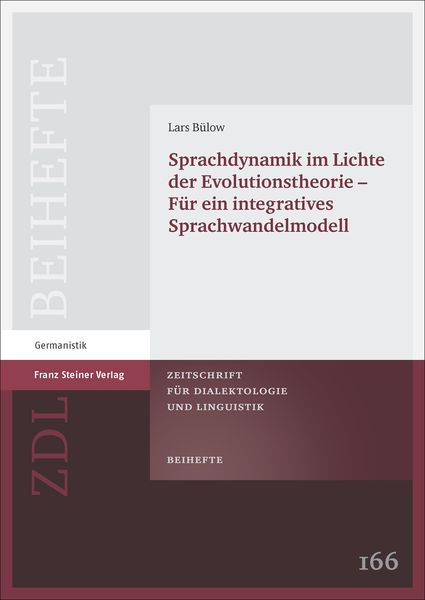 Lars Bülow
Sprachdynamik im Lichte
der Evolutionstheorie –
Für ein integratives
Sprachwandelmodell
Germanistik
Franz Steiner Verlag
ZEITSCHRIFT
FÜR DIALEKTOLOGIE
UND LINGUISTIK
BEIHEFTE
ZDL BEIHEFTE
166